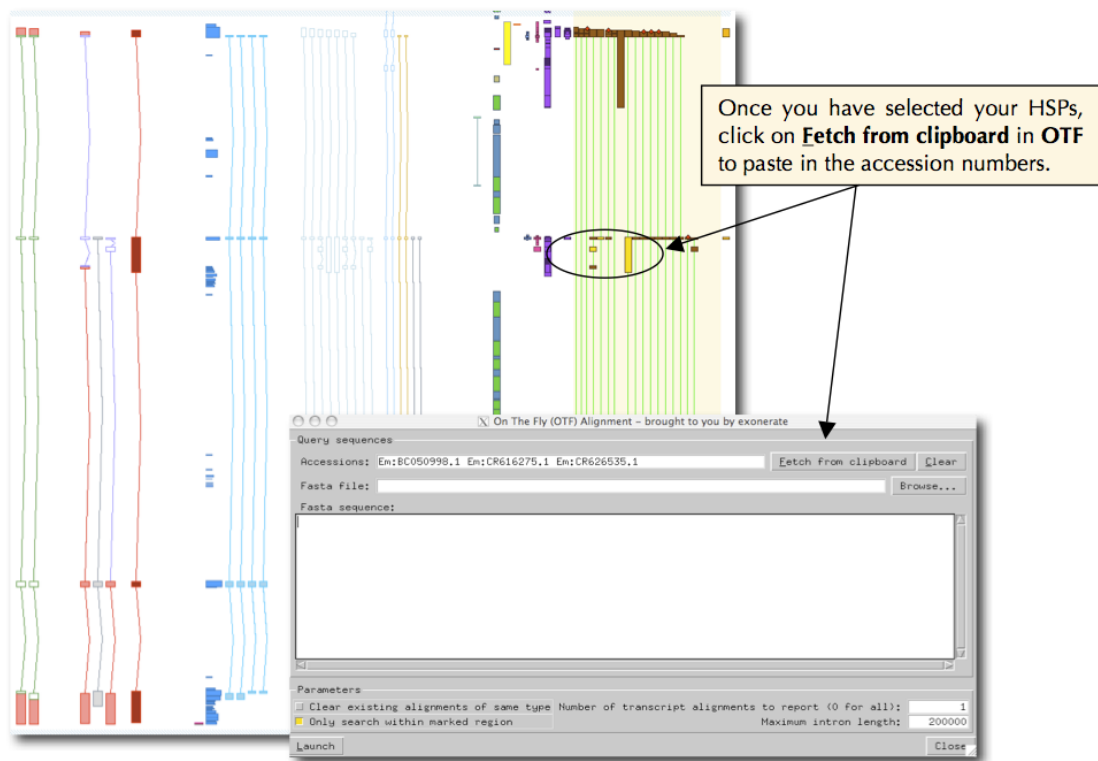 Once you have selected your HSPs,
click on Fetch from clipboard in OTF
to paste in the accession numbers.
X On The Fly (OTF) Alignment – brought to you by exonerate
Query sequences
Accessions: Em:BC050998.1 Em:CR616275.1 Em:CR626535.1 Fetch from clipboard Clear
Fasta file: Browse...
Fasta sequence:
Parameters
Clear existing alignments of same type Number of transcript alignments to report (0 for all): 1
Only search within marked region Maximum intron length: 200000
Launch Close